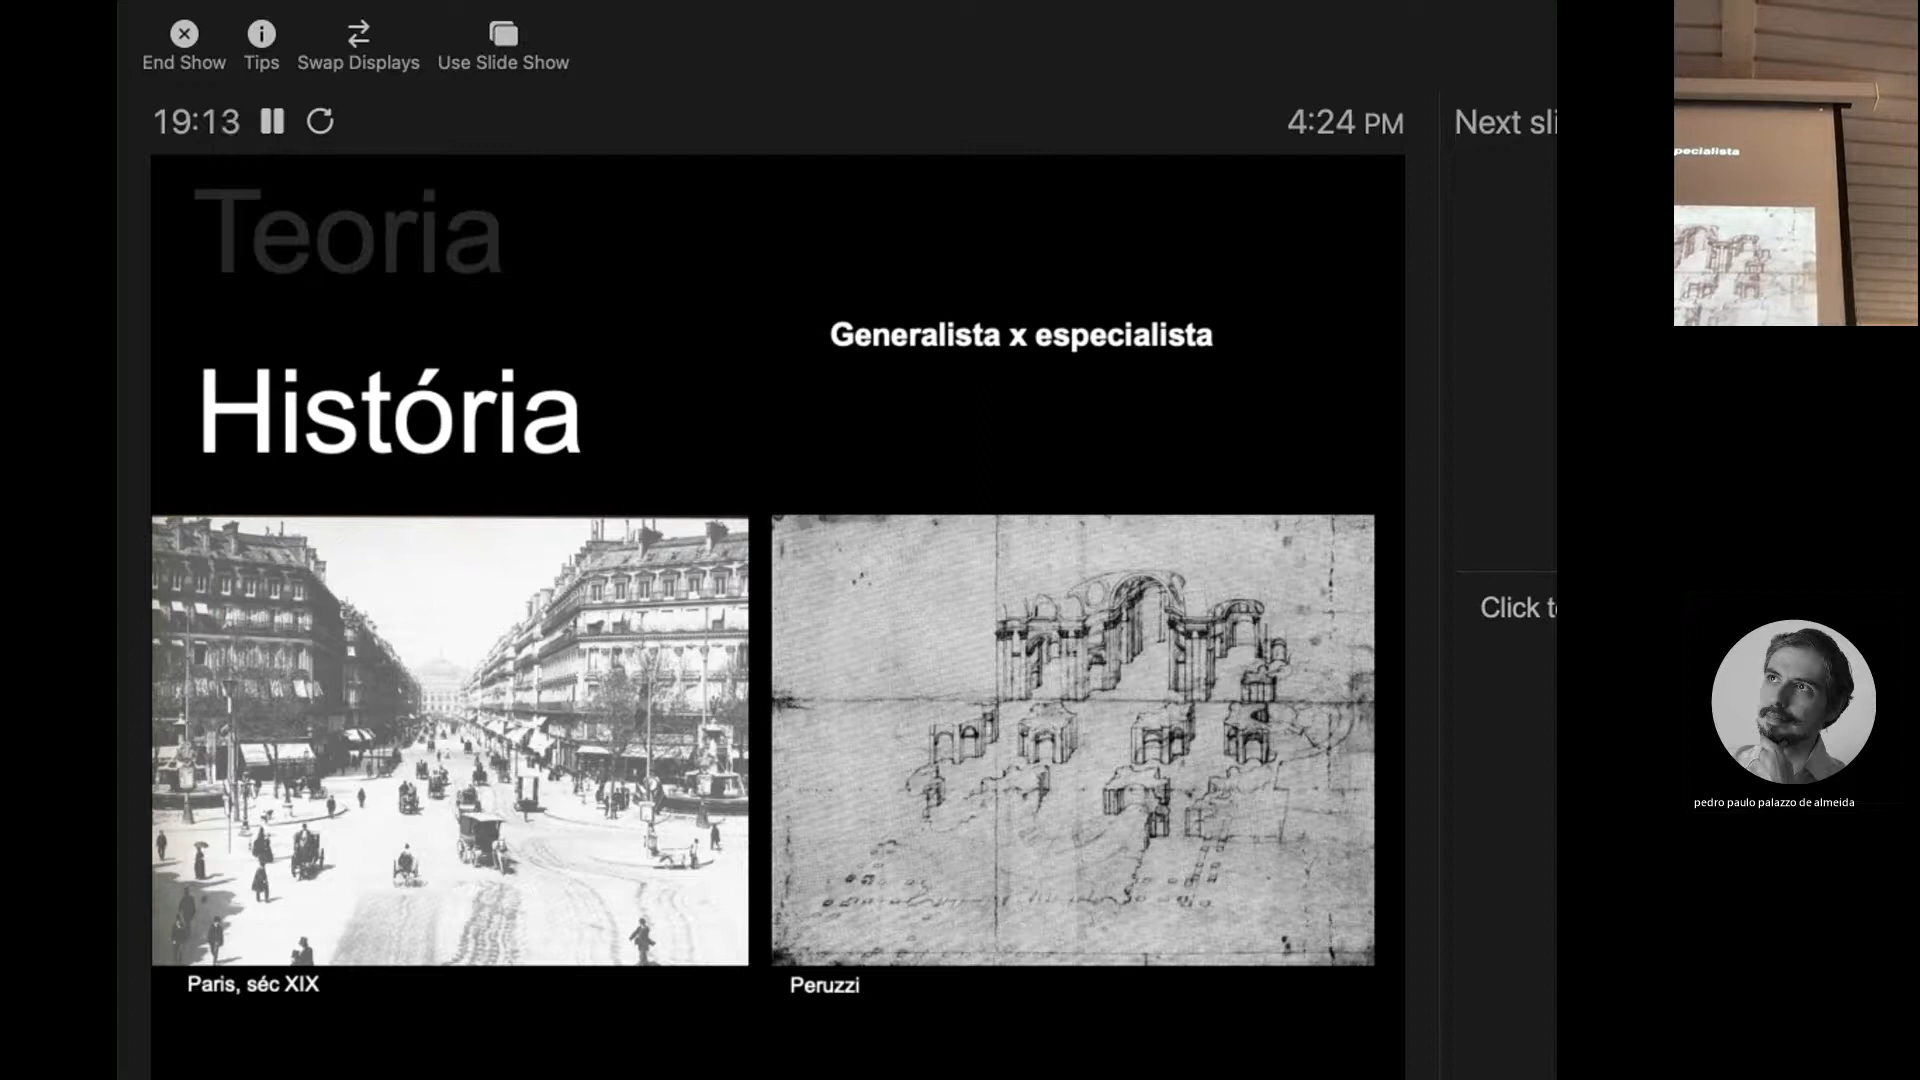 End Show
Tips
Swap Displays
Use Slide Show
19:13
4:24 PM
Next sli
Teoria
Generalista x especialista
História
Paris, séc XIX
Peruzzi
Click t
pecialista
pedro paulo palazzo de almeida